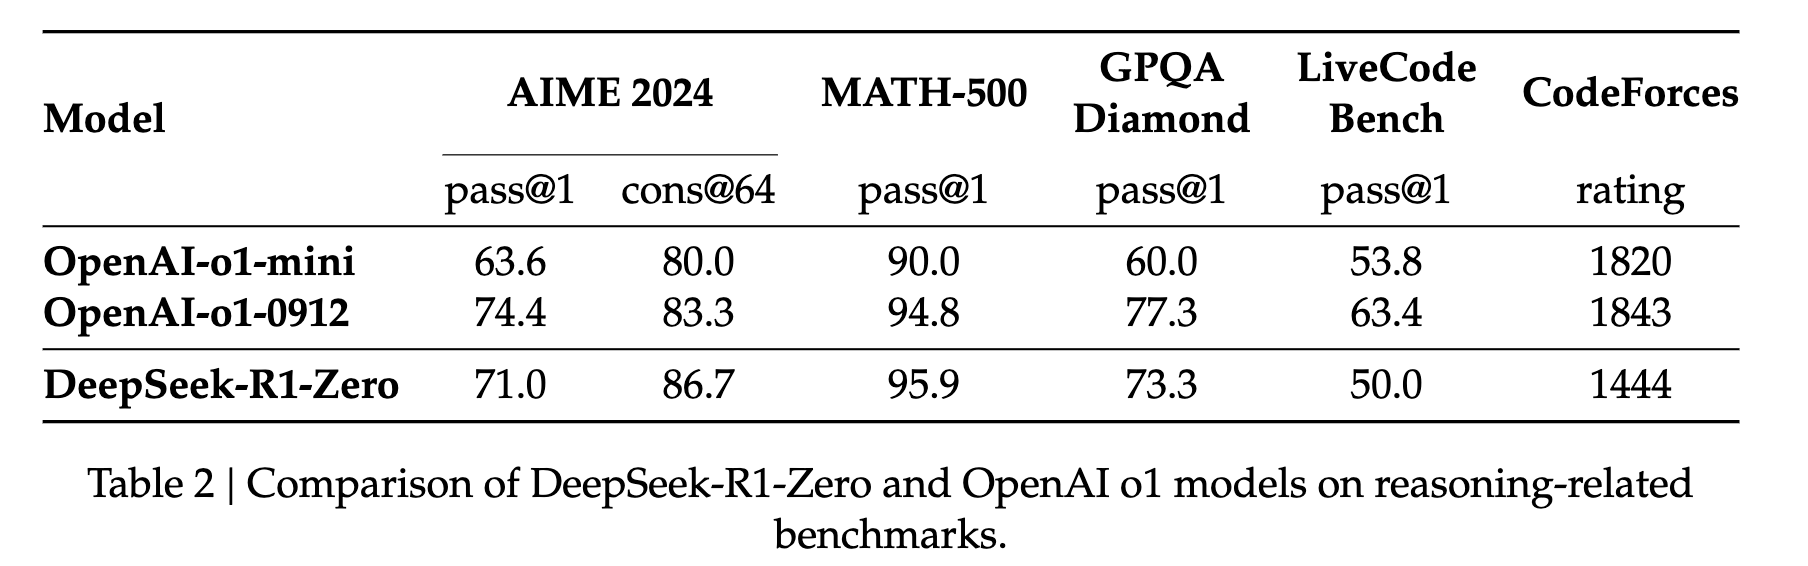 Model AIME 2024 MATH-500 GPQA Diamond LiveCode Bench CodeForces
pass@1 cons@64 pass@1 pass@1 pass@1 rating
OpenAI-o1-mini 63.6 80.0 90.0 60.0 53.8 1820
OpenAI-o1-0912 74.4 83.3 94.8 77.3 63.4 1843
DeepSeek-R1-Zero 71.0 86.7 95.9 73.3 50.0 1444
Table 2 | Comparison of DeepSeek-R1-Zero and OpenAI o1 models on reasoning-related
benchmarks.